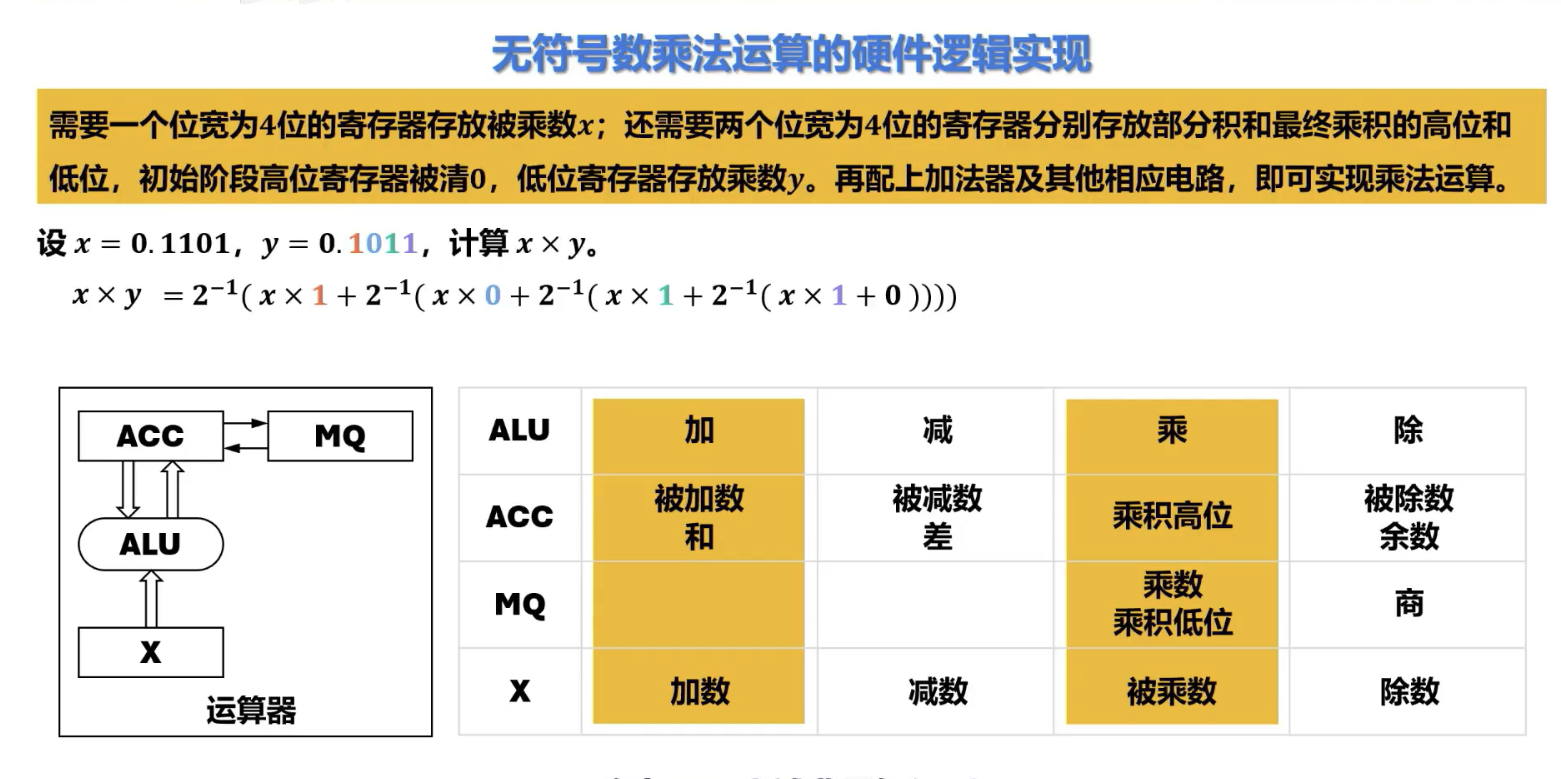 无符号数乘法运算的硬件逻辑实现
需要一个位宽为4位的寄存器存放被乘数x；还需要两个位宽为4位的寄存器分别存放部分积和最终乘积的高位和
低位，初始阶段高位寄存器被清0，低位寄存器存放乘数y。再配上加法器及其他相应电路，即可实现乘法运算。
设 x = 0.1101，y = 0.1011，计算 x × y。
x × y = 2⁻¹( x × 1 + 2⁻¹( x × 0 + 2⁻¹( x × 1 + 2⁻¹( x × 1 + 0 ))))
ACC MQ
ALU
X
运算器
ALU 加 减 乘 除
ACC 被加数 和 被减数 差 乘积高位 被除数 余数
MQ 乘数 乘积低位 商
X 加数 减数 被乘数 除数